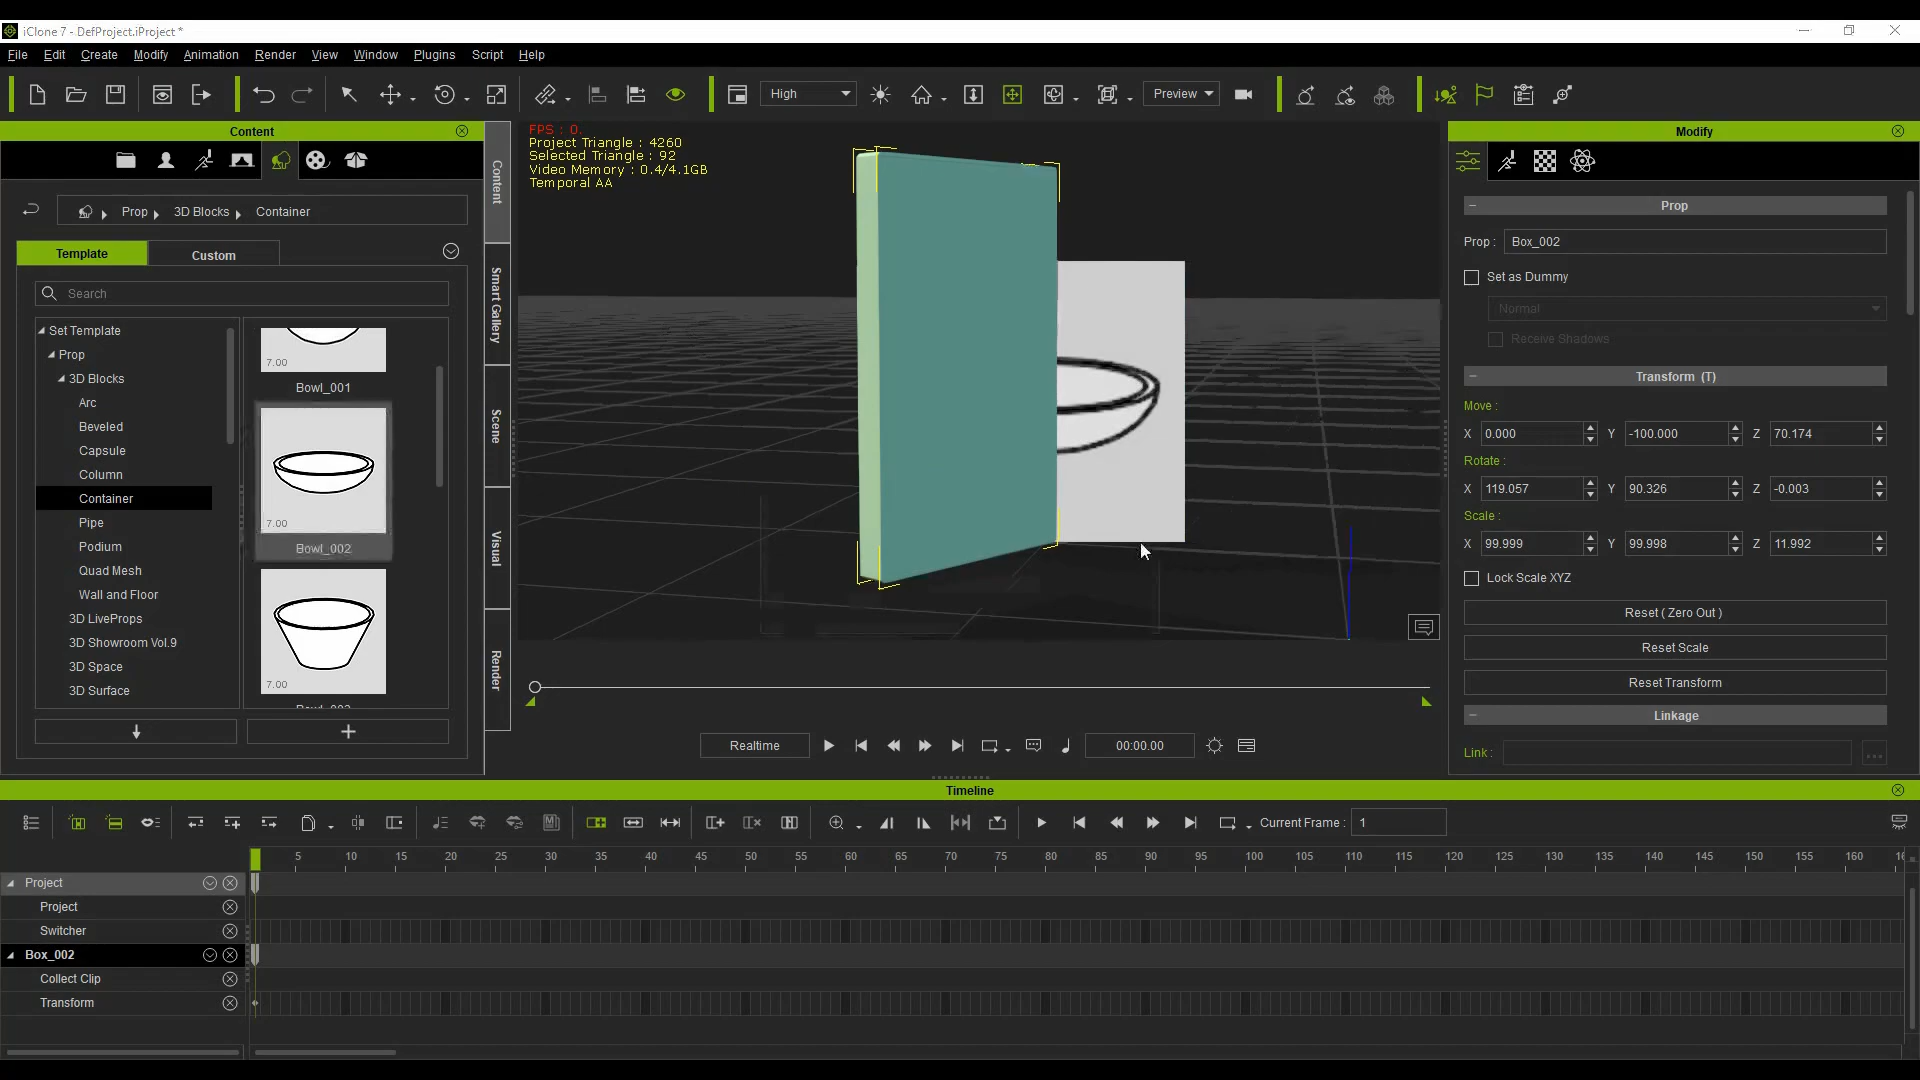 iClone 7 - DefProject.iProject *
File Edit Create Modify Animation Render View Window Plugins Script Help
High
Preview
Content
Modify
Prop 3D Blocks Container
Template
Custom
Search
Set Template
Prop
3D Blocks
Arc
Beveled
Capsule
Column
Container
Pipe
Podium
Quad Mesh
Wall and Floor
3D LiveProps
3D Showroom Vol.9
3D Space
3D Surface
7.00
Bowl_001
7.00
Bowl_002
7.00
Content
Smart Gallery
Scene
Visual
Render
FPS : 0.
Project Triangle : 4260
Selected Triangle : 92
Video Memory : 0.4/4.1GB
Temporal AA
Prop
Prop : Box_002
Set as Dummy
Normal
Receive Shadows
Transform (T)
Move :
X 0.000 Y -100.000 Z 70.174
Rotate :
X 119.057 Y 90.326 Z -0.003
Scale :
X 99.999 Y 99.998 Z 11.992
Lock Scale XYZ
Reset ( Zero Out )
Reset Scale
Reset Transform
Linkage
Link :
Realtime
00:00.00
Timeline
Current Frame : 1
5 10 15 20 25 30 35 40 45 50 55 60 65 70 75 80 85 90 95 100 105 110 115 120 125 130 135 140 145 150 155 160
Project
Project
Switcher
Box_002
Collect Clip
Transform